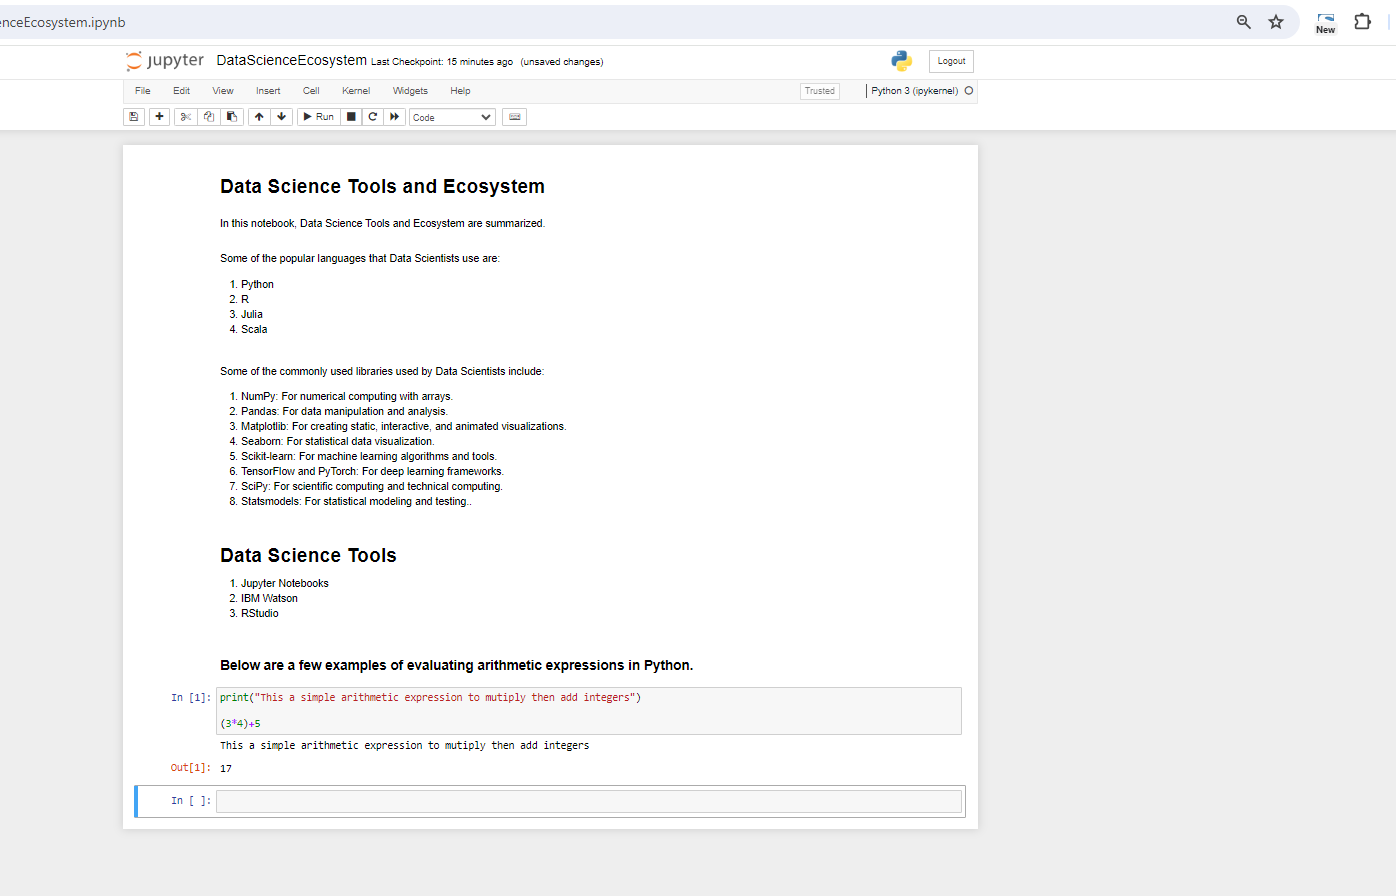 enceEcosystem.ipynb
New
jupyter DataScienceEcosystem Last Checkpoint: 15 minutes ago (unsaved changes)
Logout
File Edit View Insert Cell Kernel Widgets Help
Trusted
Python 3 (ipykernel)
Run
Code
Data Science Tools and Ecosystem
In this notebook, Data Science Tools and Ecosystem are summarized.
Some of the popular languages that Data Scientists use are:
1. Python
2. R
3. Julia
4. Scala
Some of the commonly used libraries used by Data Scientists include:
1. NumPy: For numerical computing with arrays.
2. Pandas: For data manipulation and analysis.
3. Matplotlib: For creating static, interactive, and animated visualizations.
4. Seaborn: For statistical data visualization.
5. Scikit-learn: For machine learning algorithms and tools.
6. TensorFlow and PyTorch: For deep learning frameworks.
7. SciPy: For scientific computing and technical computing.
8. Statsmodels: For statistical modeling and testing..
Data Science Tools
1. Jupyter Notebooks
2. IBM Watson
3. RStudio
Below are a few examples of evaluating arithmetic expressions in Python.
In [1]: print("This a simple arithmetic expression to mutiply then add integers")
(3*4)+5
This a simple arithmetic expression to mutiply then add integers
Out[1]: 17
In [ ]: